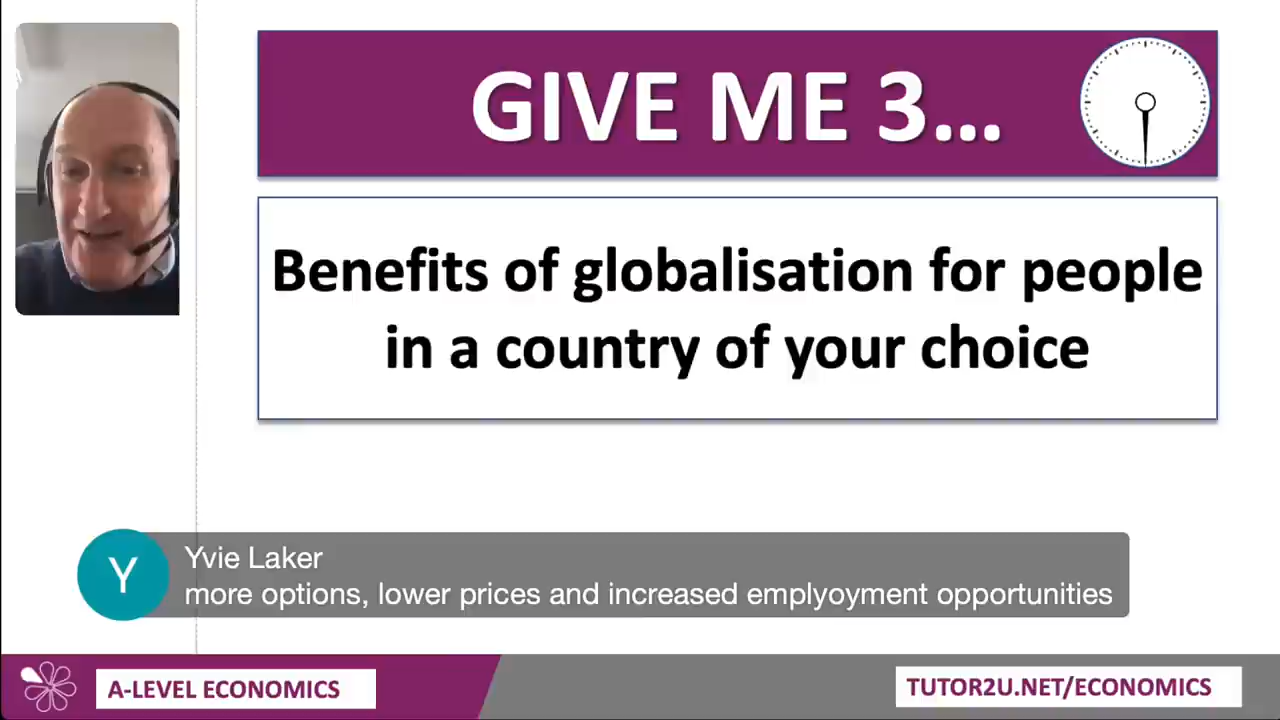 GIVE ME 3...
Benefits of globalisation for people
in a country of your choice
Y
Yvie Laker
more options, lower prices and increased emplyoyment opportunities
A-LEVEL ECONOMICS
TUTOR2U.NET/ECONOMICS